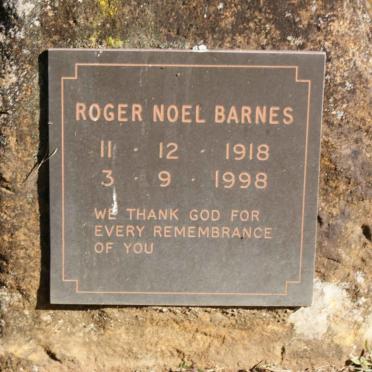 ROGER NOEL BARNES
11 · 12 · 1918
3 · 9 · 1998
WE THANK GOD FOR
EVERY REMEMBRANCE
OF YOU